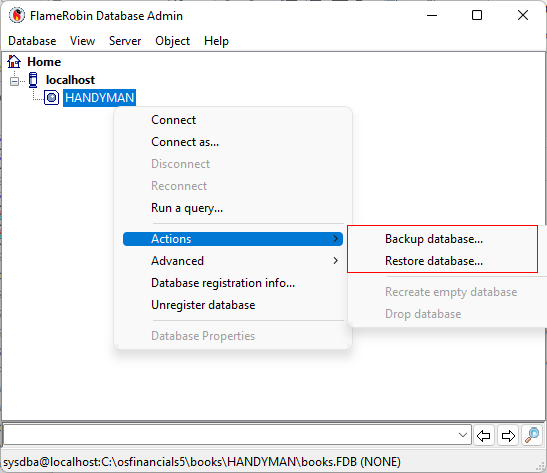 FlameRobin Database Admin
Database View Server Object Help
Home
localhost
HANDYMAN
Connect
Connect as...
Disconnect
Reconnect
Run a query...
Actions
Backup database...
Restore database...
Recreate empty database
Drop database
Advanced
Database registration info...
Unregister database
Database Properties
sysdba@localhost:C:\osfinancials5\books\HANDYMAN\books.FDB (NONE)